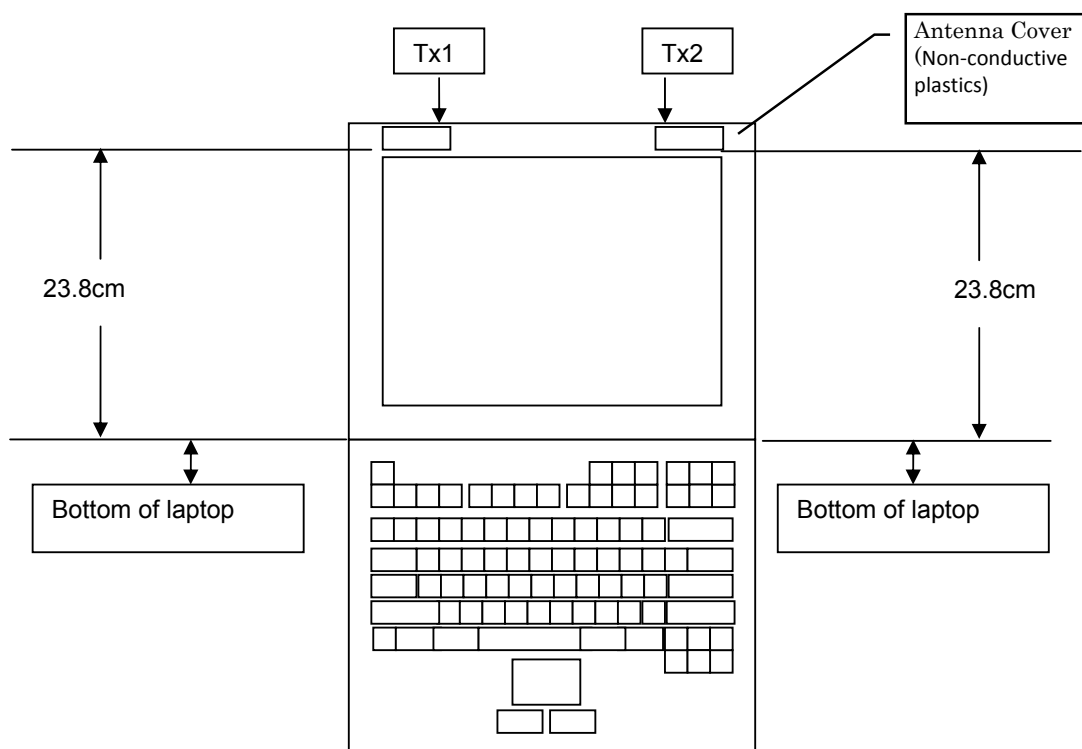 Tx1
Tx2
Antenna Cover
(Non-conductive
plastics)
23.8cm
23.8cm
Bottom of laptop
Bottom of laptop